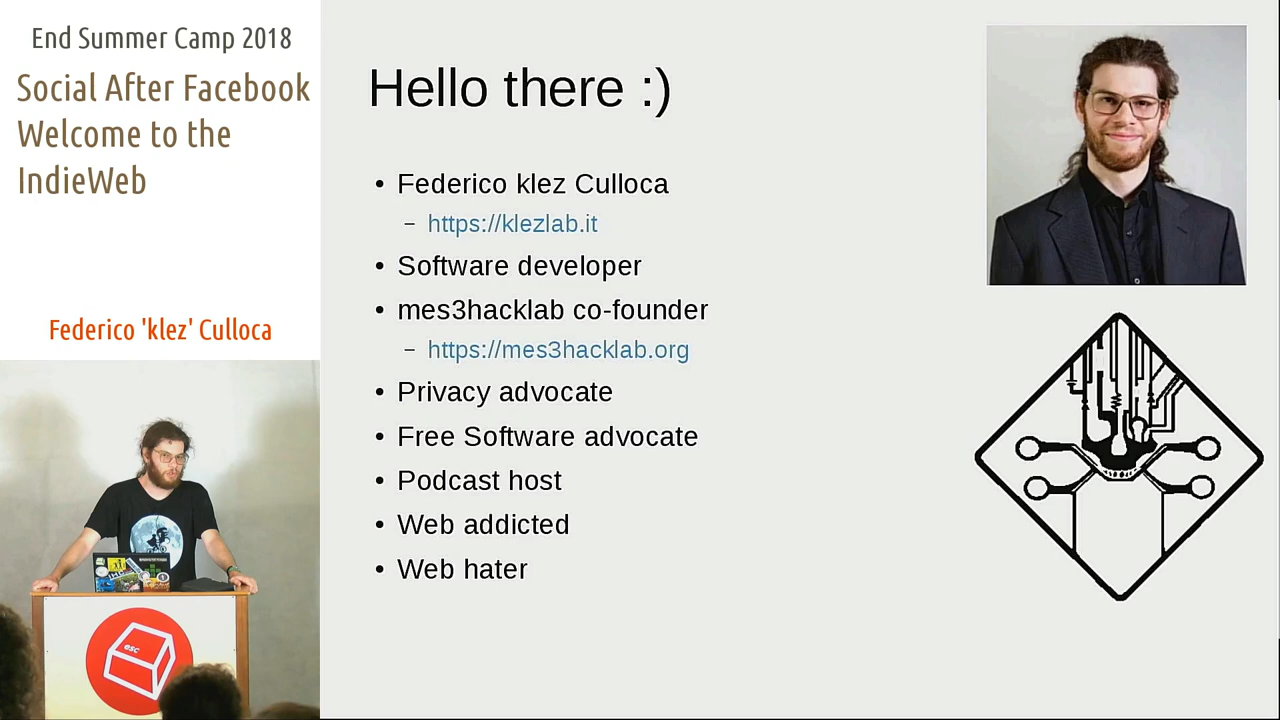 End Summer Camp 2018
Social After Facebook
Welcome to the
IndieWeb
Federico 'klez' Culloca
Hello there :)
• Federico klez Culloca
– https://klezlab.it
• Software developer
• mes3hacklab co-founder
– https://mes3hacklab.org
• Privacy advocate
• Free Software advocate
• Podcast host
• Web addicted
• Web hater
esc